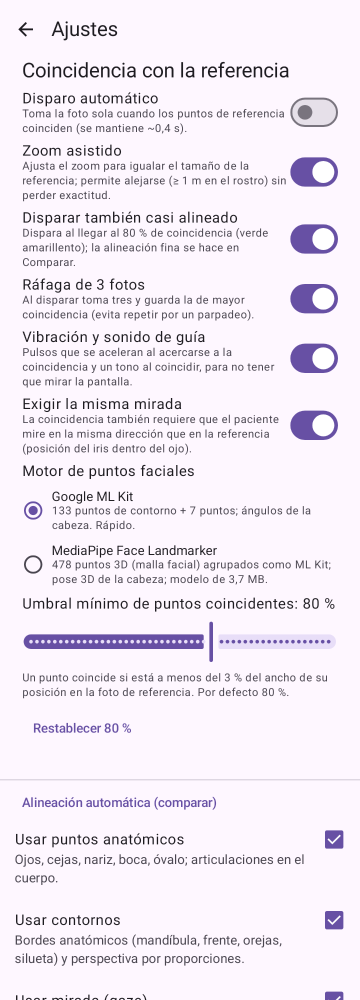 Ajustes
Coincidencia con la referencia
Disparo automático
Toma la foto sola cuando los puntos de referencia
coinciden (se mantiene ~0,4 s).
Zoom asistido
Ajusta el zoom para igualar el tamaño de la
referencia; permite alejarse (≥ 1 m en el rostro) sin
perder exactitud.
Disparar también casi alineado
Dispara al llegar al 80 % de coincidencia (verde
amarillento); la alineación fina se hace en
Comparar.
Ráfaga de 3 fotos
Al disparar toma tres y guarda la de mayor
coincidencia (evita repetir por un parpadeo).
Vibración y sonido de guía
Pulsos que se aceleran al acercarse a la
coincidencia y un tono al coincidir, para no tener
que mirar la pantalla.
Exigir la misma mirada
La coincidencia también requiere que el paciente
mire en la misma dirección que en la referencia
(posición del iris dentro del ojo).
Motor de puntos faciales
Google ML Kit
133 puntos de contorno + 7 puntos; ángulos de la
cabeza. Rápido.
MediaPipe Face Landmarker
478 puntos 3D (malla facial) agrupados como ML Kit;
pose 3D de la cabeza; modelo de 3,7 MB.
Umbral mínimo de puntos coincidentes: 80 %
Un punto coincide si está a menos del 3 % del ancho de su
posición en la foto de referencia. Por defecto 80 %.
Restablecer 80 %
Alineación automática (comparar)
Usar puntos anatómicos
Ojos, cejas, nariz, boca, óvalo; articulaciones en el
cuerpo.
Usar contornos
Bordes anatómicos (mandíbula, frente, orejas,
silueta) y perspectiva por proporciones.
Usar mirada (gaze)